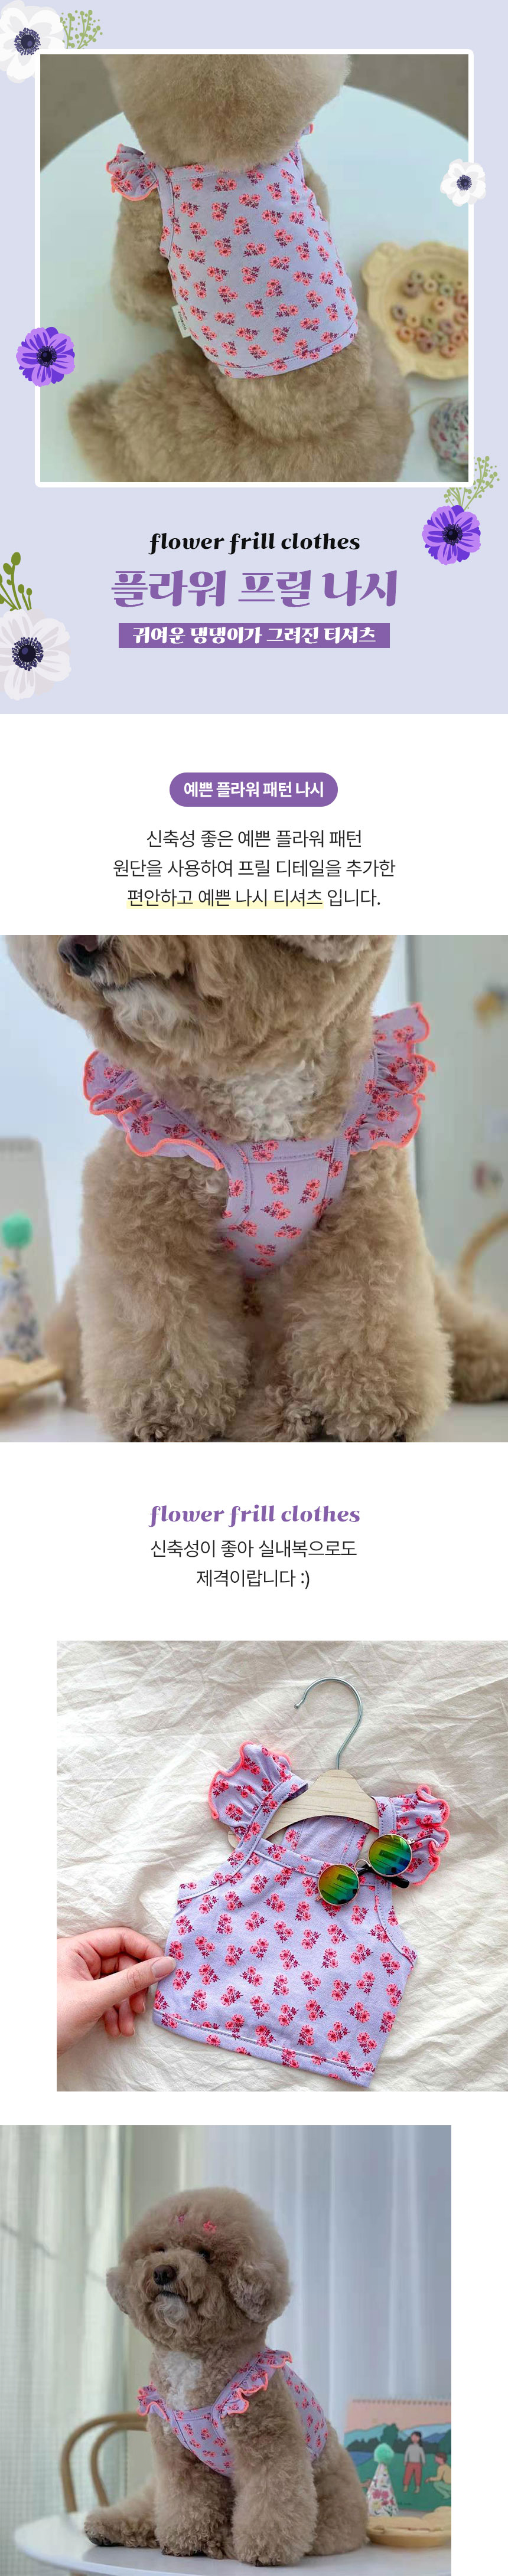 flower frill clothes
플라워 프릴 나시
귀여운 댕댕이가 그려진 티셔츠
예쁜 플라워 패턴 나시
신축성 좋은 예쁜 플라워 패턴
원단을 사용하여 프릴 디테일을 추가한
편안하고 예쁜 나시 티셔츠 입니다.
flower frill clothes
신축성이 좋아 실내복으로도
제격이랍니다 :)